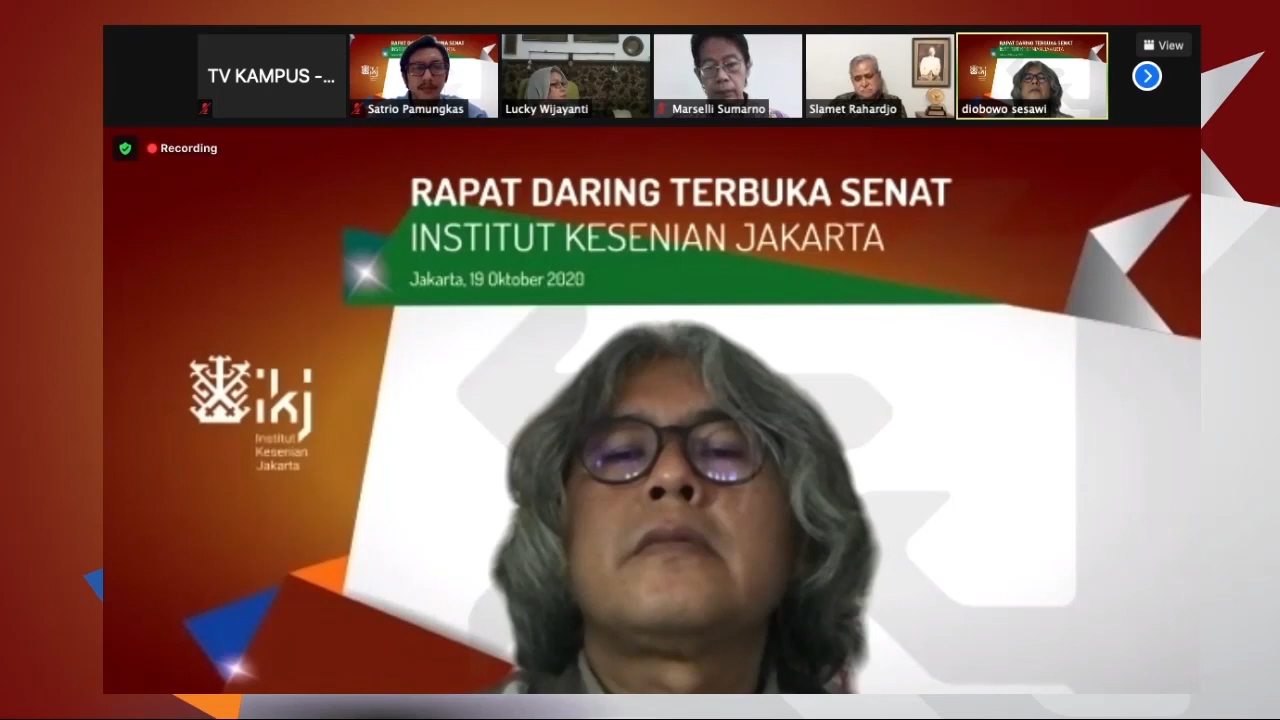 TV KAMPUS -...
Satrio Pamungkas
Lucky Wijayanti
Marselli Sumarno
Slamet Rahardjo
diobowo sesawi
View
Recording
RAPAT DARING TERBUKA SENAT
INSTITUT KESENIAN JAKARTA
Jakarta, 19 Oktober 2020
ikj
Institut
Kesenian
Jakarta